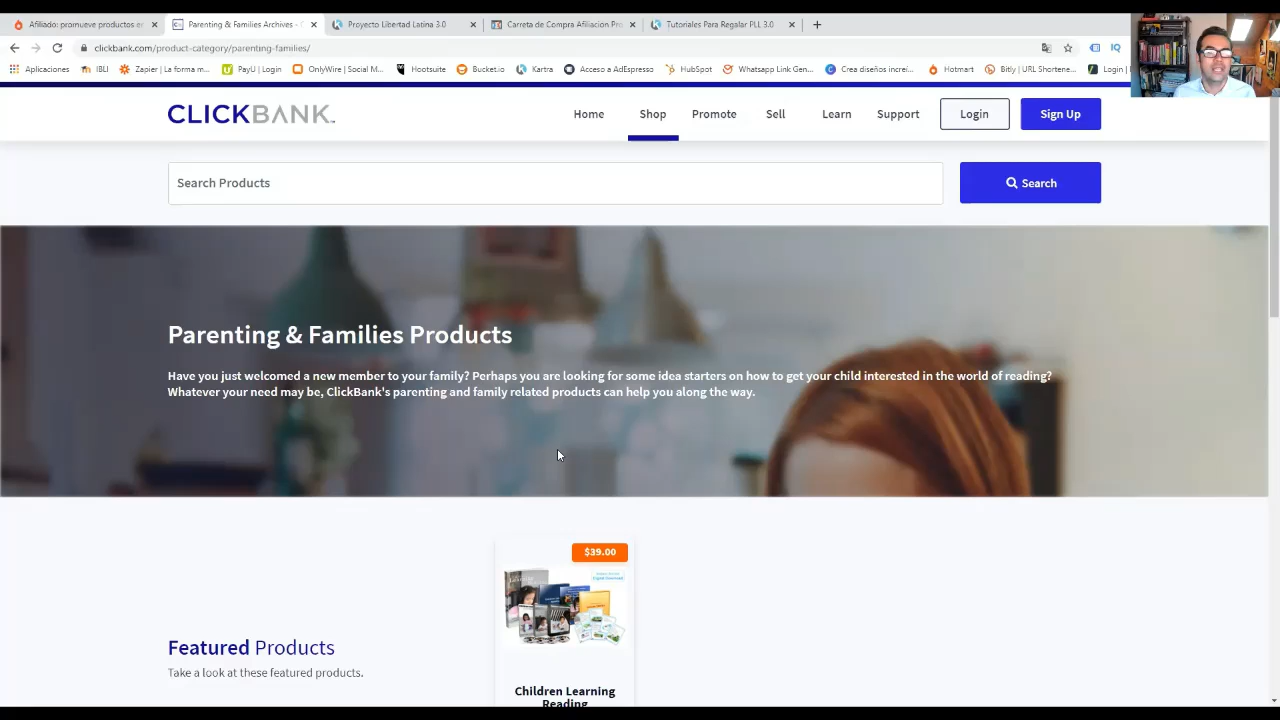 Afiliado: promueve productos en
Parenting & Families Archives - C
Proyecto Libertad Latina 3.0
Carreta de Compra Afiliación Pro
Tutoriales Para Regalar PLL 3.0
clickbank.com/product-category/parenting-families/
Aplicaciones
IBLI
Zapier | La forma m...
PayU | Login
OnlyWire | Social M...
Hootsuite
Bucket.io
Kartra
Acceso a AdEspresso
HubSpot
Whatsapp Link Gen...
Crea diseños increí...
Hotmart
Bitly | URL Shortene...
Login |
CLICKBANK
Home
Shop
Promote
Sell
Learn
Support
Login
Sign Up
Search Products
Search
Parenting & Families Products
Have you just welcomed a new member to your family? Perhaps you are looking for some idea starters on how to get your child interested in the world of reading?
Whatever your need may be, ClickBank's parenting and family related products can help you along the way.
$39.00
Featured Products
Take a look at these featured products.
Children Learning
Reading